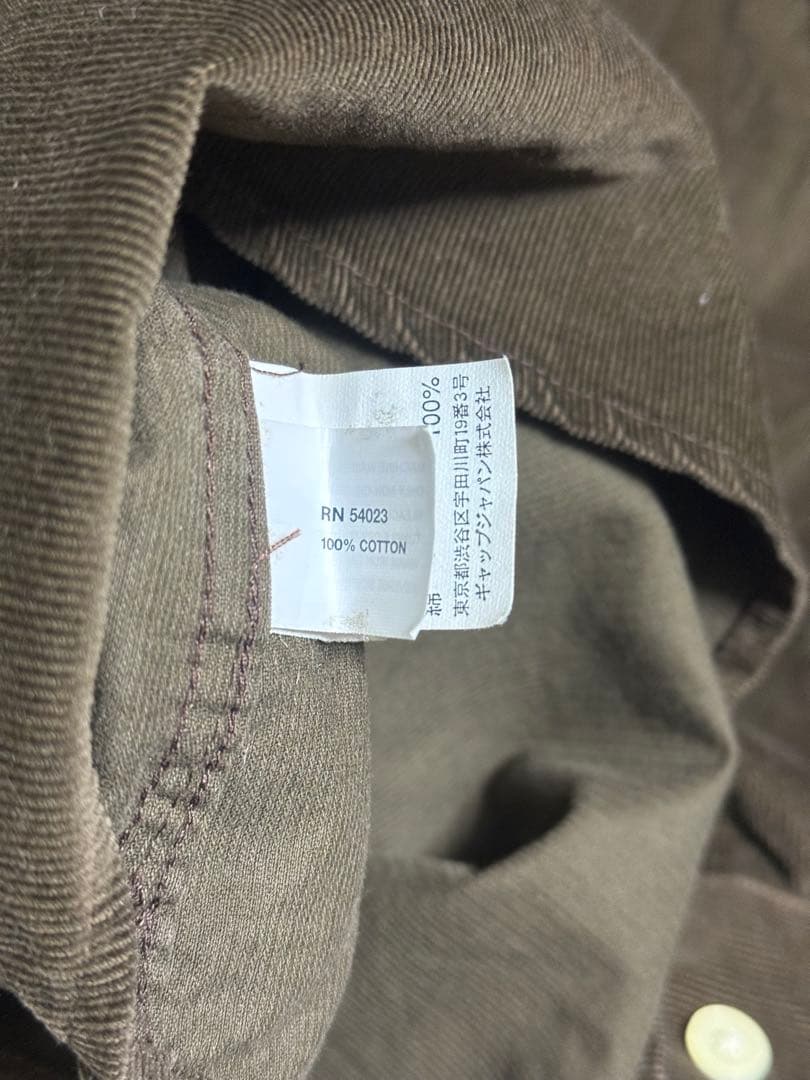 RN 54023
100% COTTON
綿 100%
東京都渋谷区宇田川町19番3号
ギャップジャパン株式会社